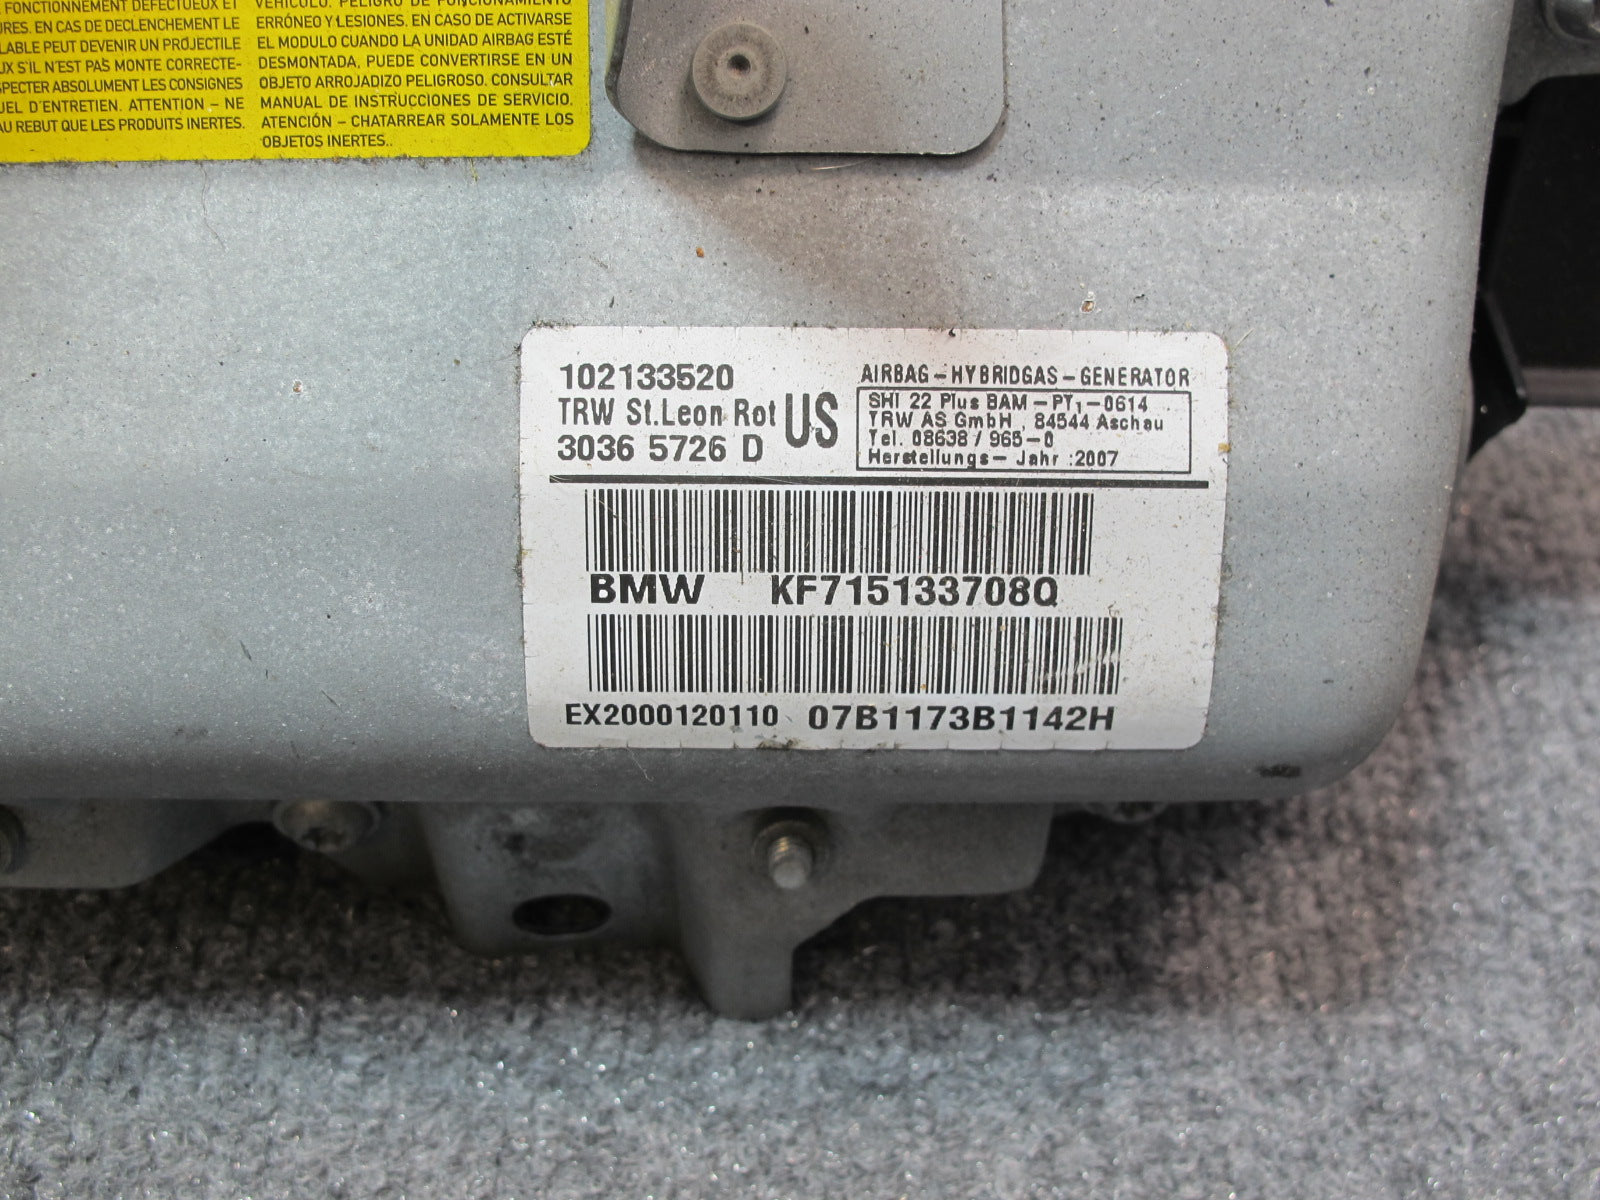 FONCTIONNEMENT DÉFECTUEUX ET
URES. EN CAS DE DECLENCHEMENT LE
LABLE PEUT DEVENIR UN PROJECTILE
UX S'IL N'EST PAS MONTE CORRECTE-
SPECTER ABSOLUMENT LES CONSIGNES
UEL D'ENTRETIEN. ATTENTION – NE
AU REBUT QUE LES PRODUITS INERTES.
VEHICULO. PELIGRO DE FUNCIONAMIENTO
ERRÓNEO Y LESIONES. EN CASO DE ACTIVARSE
EL MODULO CUANDO LA UNIDAD AIRBAG ESTÉ
DESMONTADA, PUEDE CONVERTIRSE EN UN
OBJETO ARROJADIZO PELIGROSO. CONSULTAR
MANUAL DE INSTRUCCIONES DE SERVICIO.
ATENCIÓN – CHATARREAR SOLAMENTE LOS
OBJETOS INERTES..
102133520
TRW St.Leon Rot
3036 5726 D
US
AIRBAG-HYBRIDGAS-GENERATOR
SHI 22 Plus BAM-PT1-0614
TRW AS GmbH, 84544 Aschau
Tel. 08638/965-0
Herstellungs-Jahr:2007
BMW KF715133708Q
EX2000120110 07B1173B1142H